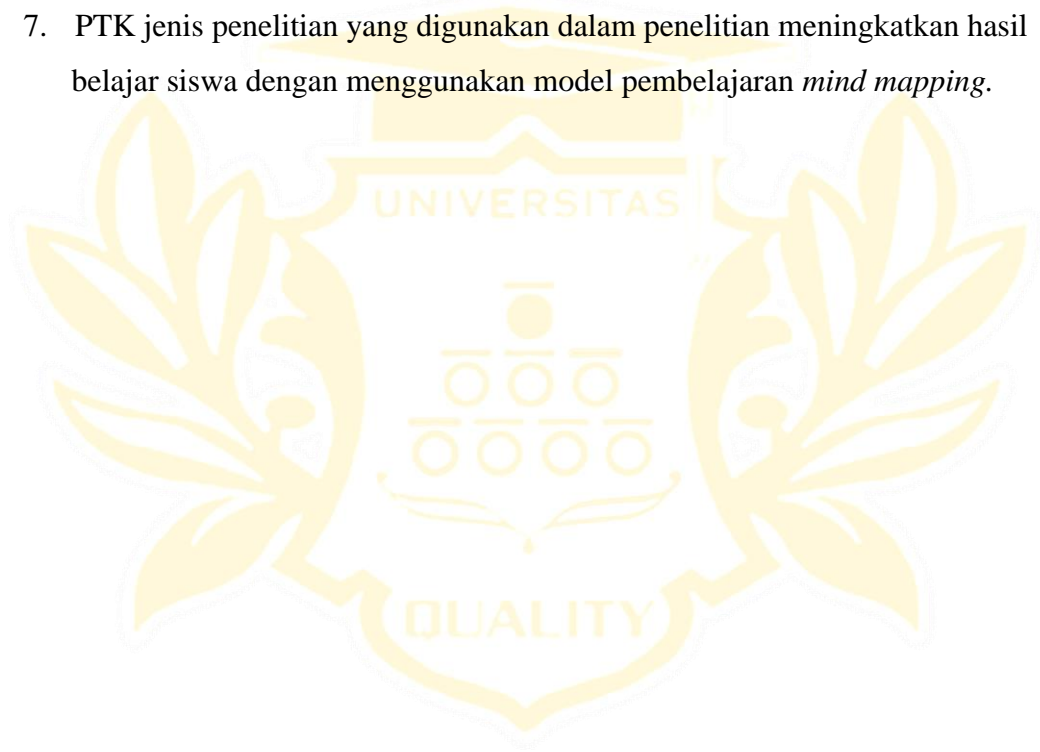 7. PTK jenis penelitian yang digunakan dalam penelitian meningkatkan hasil
belajar siswa dengan menggunakan model pembelajaran mind mapping.
UNIVERSITAS
QUALITY